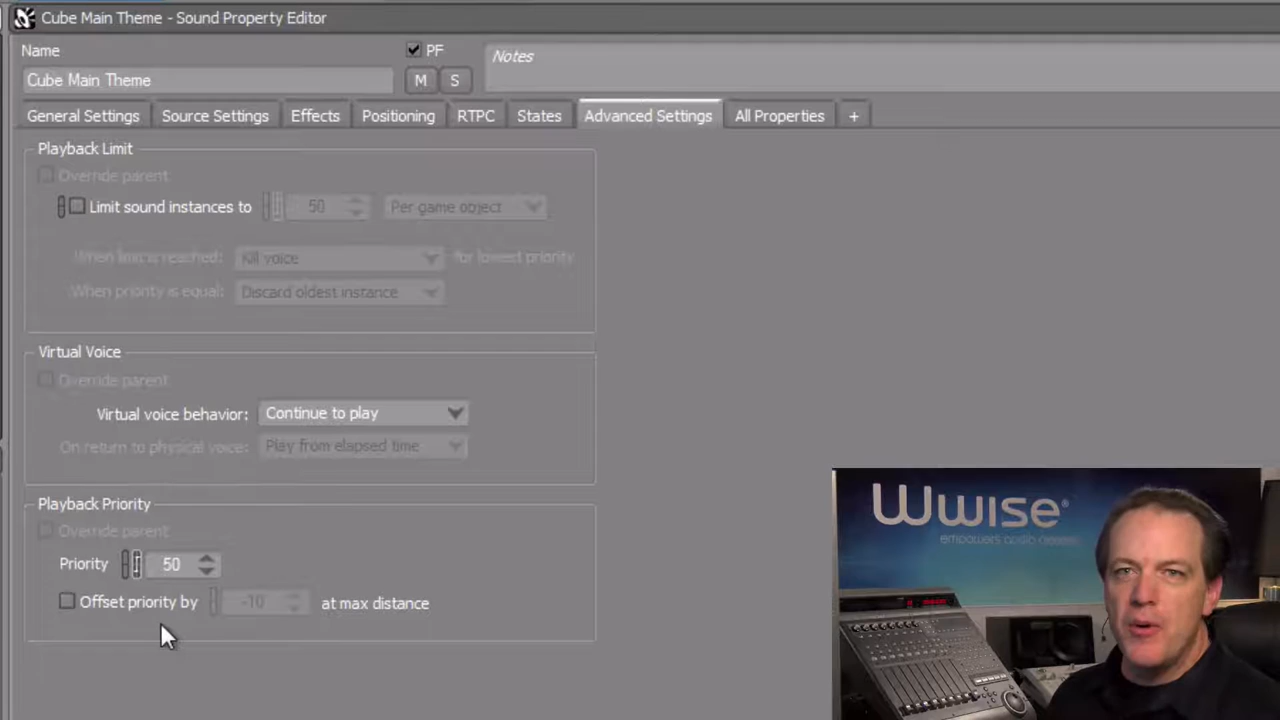 Cube Main Theme - Sound Property Editor
Name
PF
Notes
Cube Main Theme
M
S
General Settings
Source Settings
Effects
Positioning
RTPC
States
Advanced Settings
All Properties
+
Playback Limit
Override parent
Limit sound instances to
50
Per game object
When limit is reached:
Kill voice
for lowest priority
When priority is equal:
Discard oldest instance
Virtual Voice
Override parent
Virtual voice behavior:
Continue to play
On return to physical voice:
Play from elapsed time
Playback Priority
Override parent
Priority
50
Offset priority by
-10
at max distance
Wwise®
empowers audio